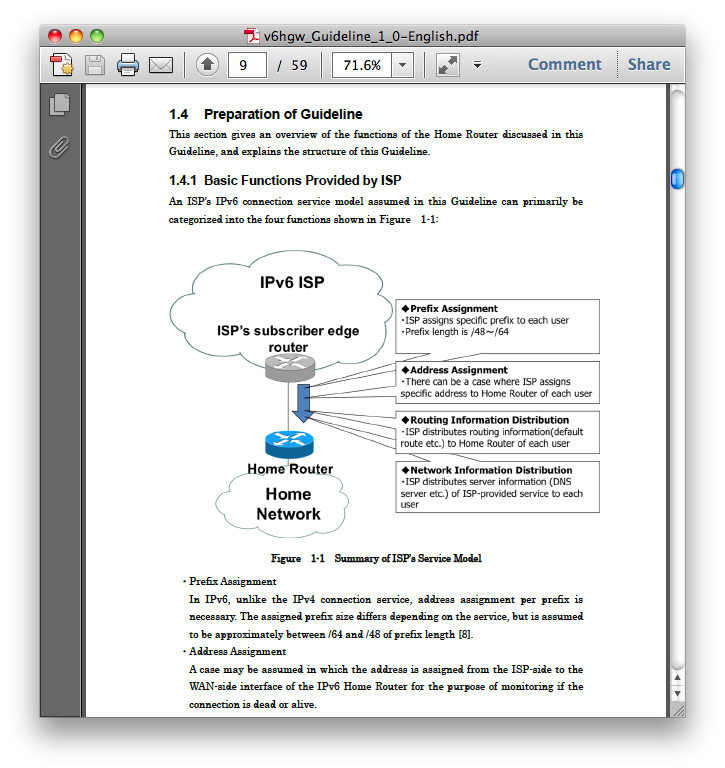 v6hgw_Guideline_1_0-English.pdf
9 / 59 71.6% Comment Share
1.4 Preparation of Guideline
This section gives an overview of the functions of the Home Router discussed in this
Guideline, and explains the structure of this Guideline.
1.4.1 Basic Functions Provided by ISP
An ISP's IPv6 connection service model assumed in this Guideline can primarily be
categorized into the four functions shown in Figure 1-1:
IPv6 ISP
ISP's subscriber edge
router
◆Prefix Assignment
・ISP assigns specific prefix to each user
・Prefix length is /48～/64
◆Address Assignment
・There can be a case where ISP assigns
specific address to Home Router of each user
◆Routing Information Distribution
・ISP distributes routing information(default
route etc.) to Home Router of each user
◆Network Information Distribution
・ISP distributes server information (DNS
server etc.) of ISP-provided service to each
user
Home Router
Home
Network
Figure 1-1 Summary of ISP's Service Model
・Prefix Assignment
In IPv6, unlike the IPv4 connection service, address assignment per prefix is
necessary. The assigned prefix size differs depending on the service, but is assumed
to be approximately between /64 and /48 of prefix length [8].
・Address Assignment
A case may be assumed in which the address is assigned from the ISP-side to the
WAN-side interface of the IPv6 Home Router for the purpose of monitoring if the
connection is dead or alive.